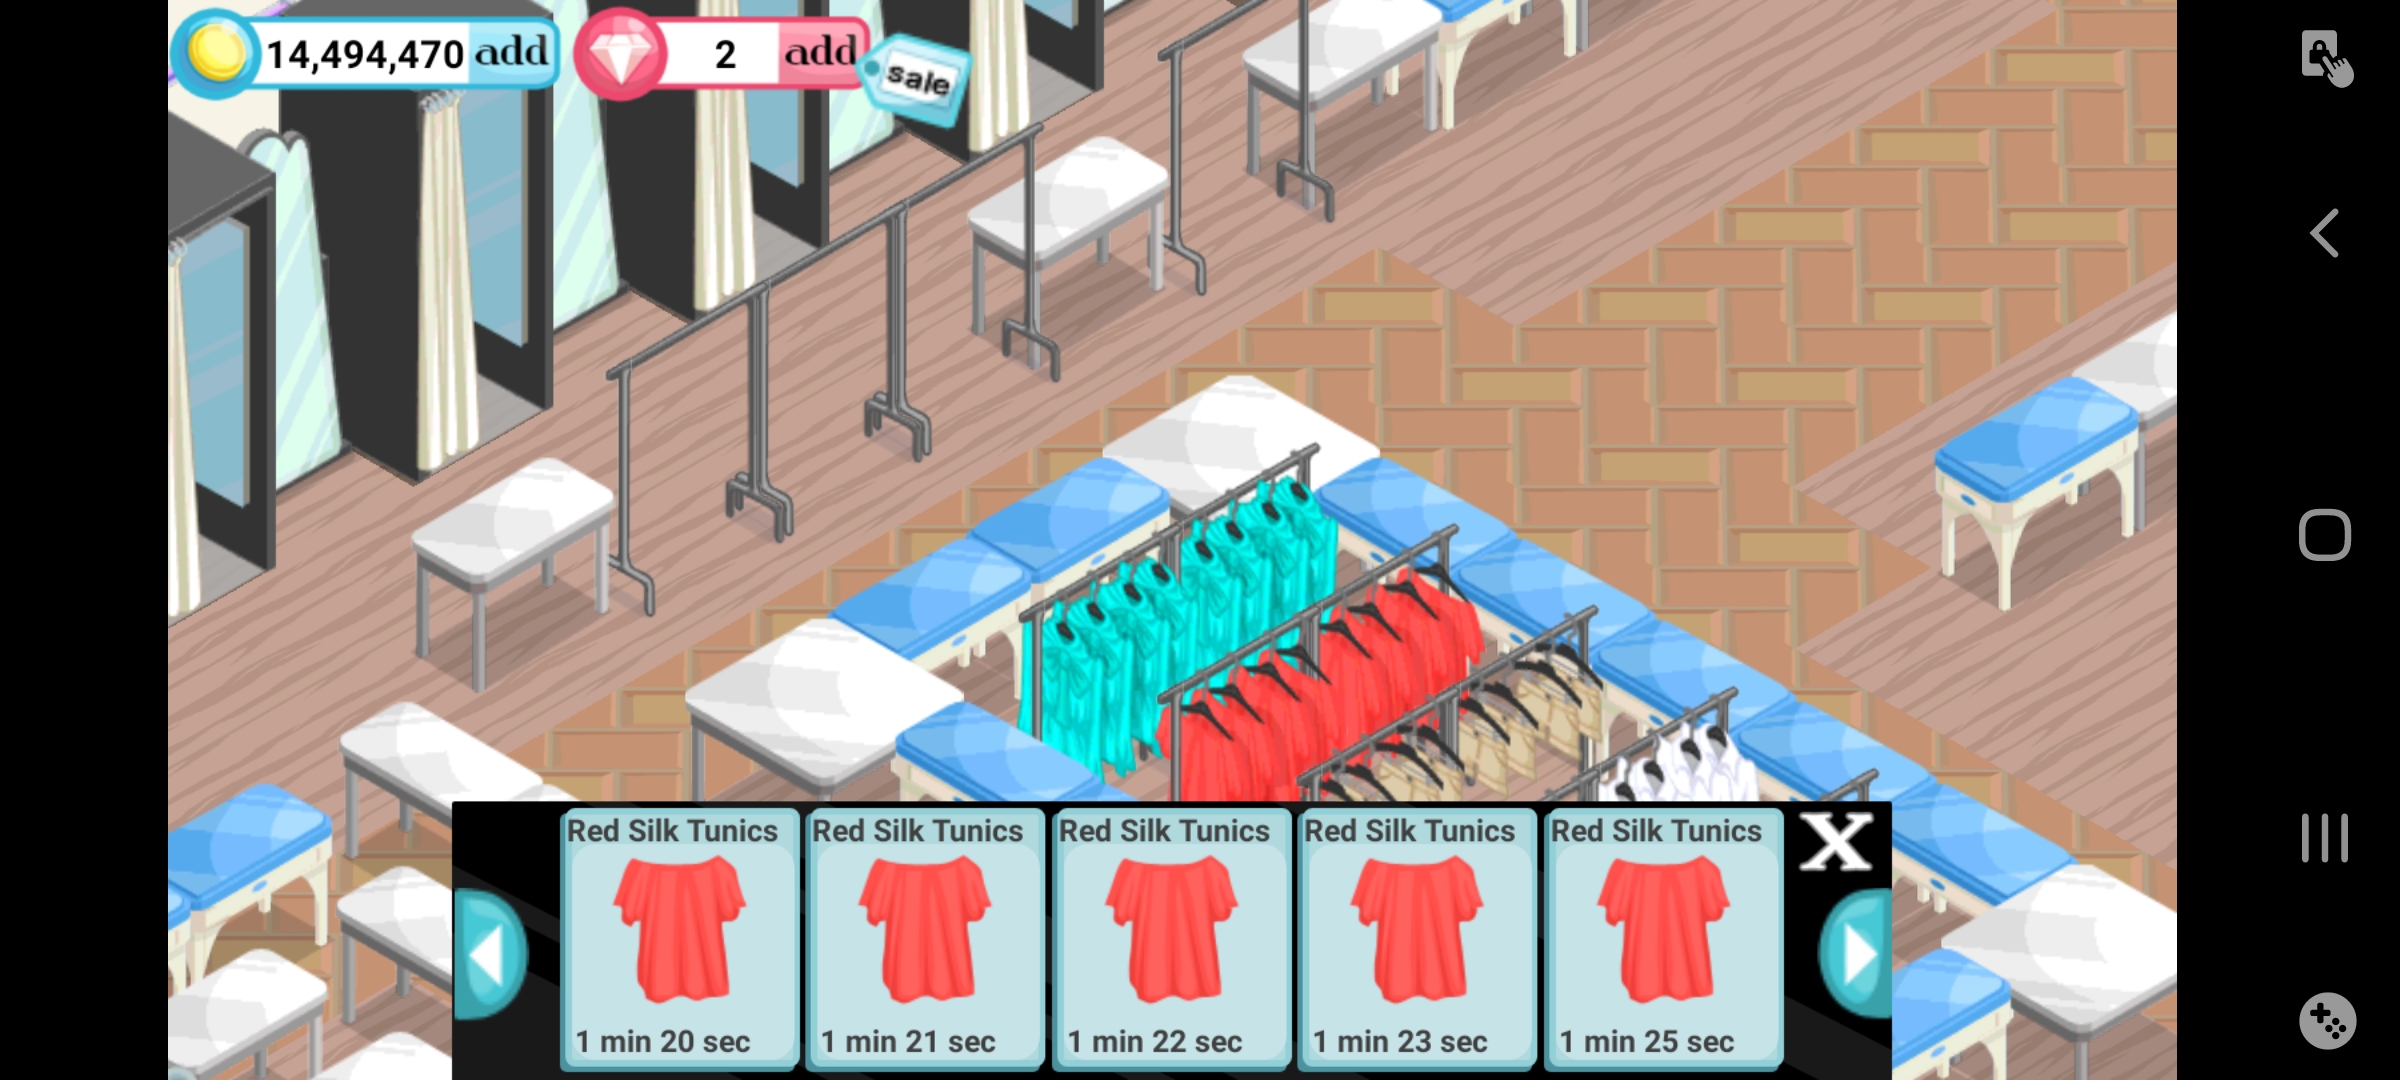 14,494,470 add
2 add
sale
Red Silk Tunics
1 min 20 sec
Red Silk Tunics
1 min 21 sec
Red Silk Tunics
1 min 22 sec
Red Silk Tunics
1 min 23 sec
Red Silk Tunics
1 min 25 sec
X